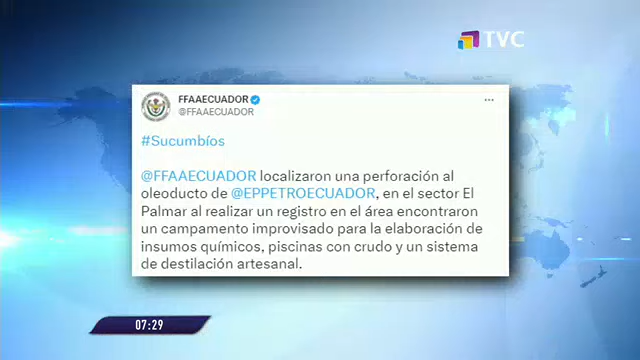 TVC
FFAAECUADOR
@FFAAECUADOR
#Sucumbíos
@FFAAECUADOR localizaron una perforación al
oleoducto de @EPPETROECUADOR, en el sector El
Palmar al realizar un registro en el área encontraron
un campamento improvisado para la elaboración de
insumos químicos, piscinas con crudo y un sistema
de destilación artesanal.
07:29